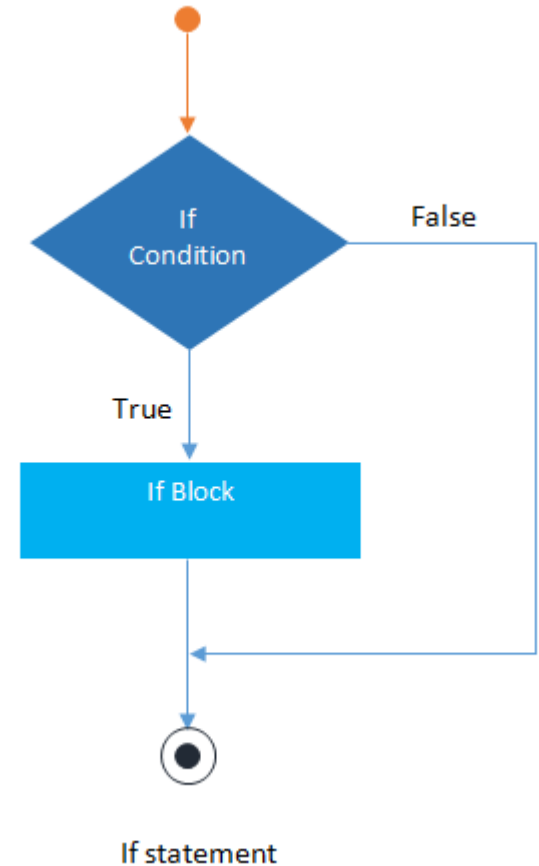 If
Condition
False
True
If Block
If statement